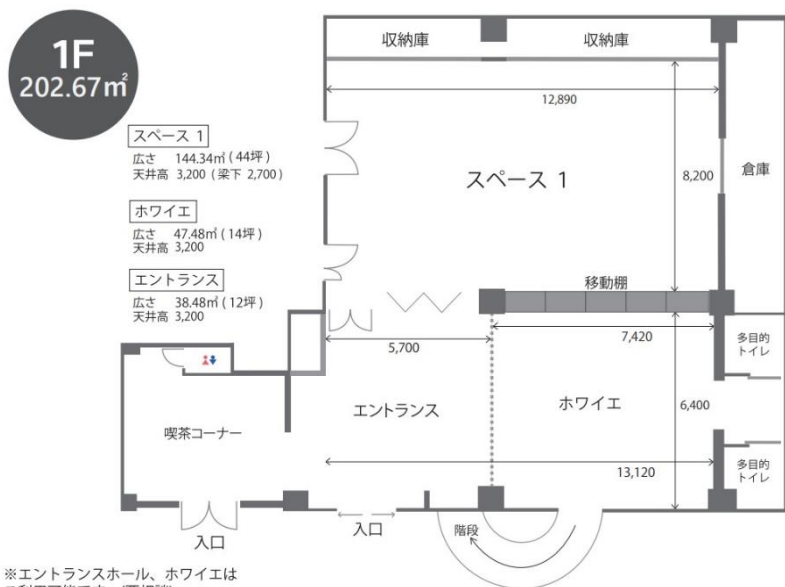 1F
202.67㎡
スペース 1
広さ 144.34㎡ ( 44坪 )
天井高 3,200 ( 梁下 2,700 )
ホワイエ
広さ 47.48㎡ ( 14坪 )
天井高 3,200
エントランス
広さ 38.48㎡ ( 12坪 )
天井高 3,200
収納庫
収納庫
12,890
スペース 1
8,200
倉庫
移動棚
5,700
7,420
多目的
トイレ
エントランス
ホワイエ
6,400
喫茶コーナー
13,120
多目的
トイレ
入口
入口
階段
※エントランスホール、ホワイエは